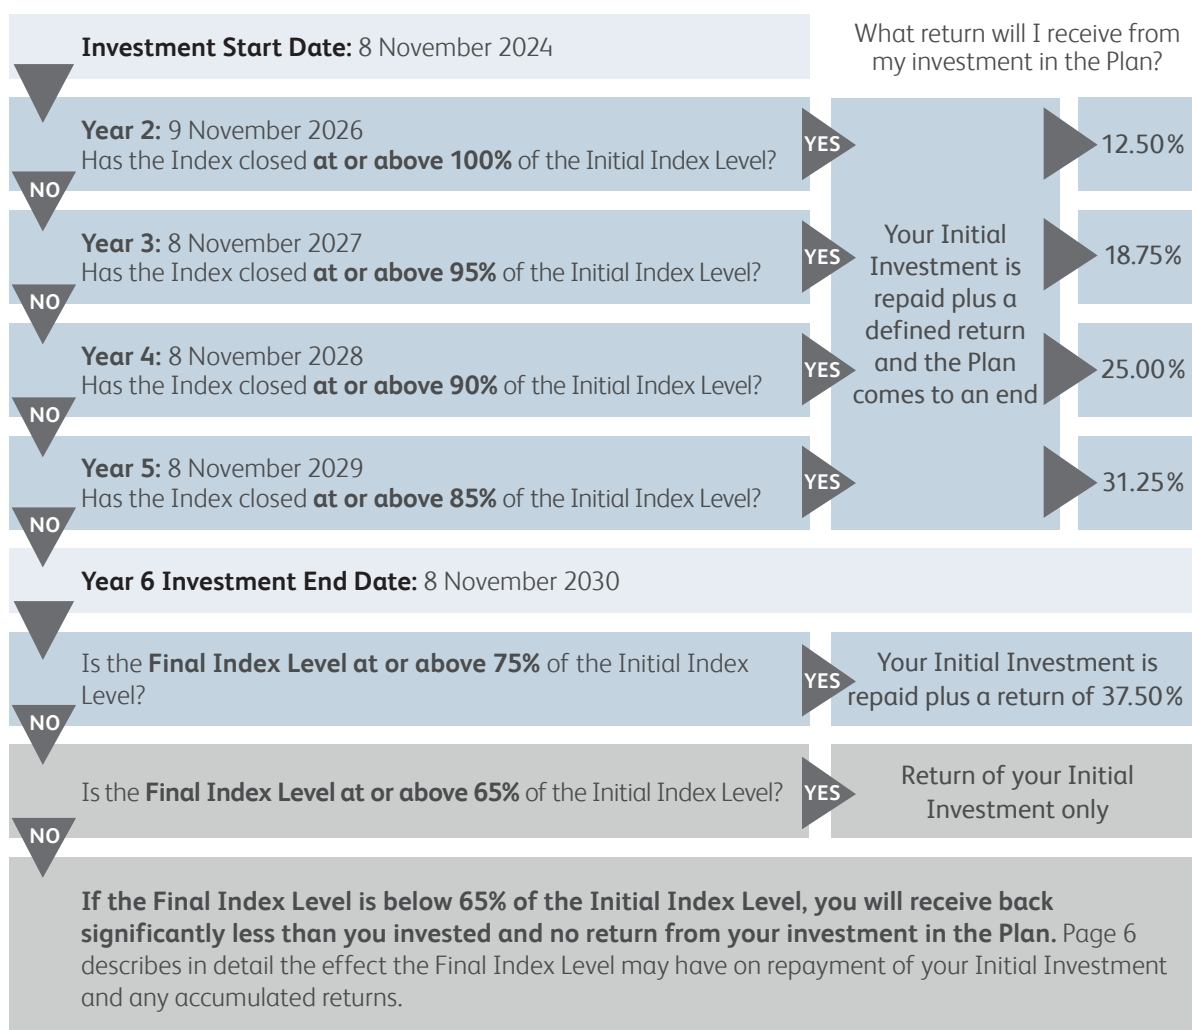 Investment Start Date: 8 November 2024
What return will I receive from
my investment in the Plan?
Year 2: 9 November 2026
Has the Index closed at or above 100% of the Initial Index Level?
YES
12.50%
NO
Year 3: 8 November 2027
Has the Index closed at or above 95% of the Initial Index Level?
YES
18.75%
NO
Year 4: 8 November 2028
Has the Index closed at or above 90% of the Initial Index Level?
YES
25.00%
NO
Year 5: 8 November 2029
Has the Index closed at or above 85% of the Initial Index Level?
YES
31.25%
NO
Your Initial
Investment is
repaid plus a
defined return
and the Plan
comes to an end
Year 6 Investment End Date: 8 November 2030
Is the Final Index Level at or above 75% of the Initial Index
Level?
YES
Your Initial Investment is
repaid plus a return of 37.50%
NO
Is the Final Index Level at or above 65% of the Initial Index Level?
YES
Return of your Initial
Investment only
NO
If the Final Index Level is below 65% of the Initial Index Level, you will receive back
significantly less than you invested and no return from your investment in the Plan. Page 6
describes in detail the effect the Final Index Level may have on repayment of your Initial Investment
and any accumulated returns.